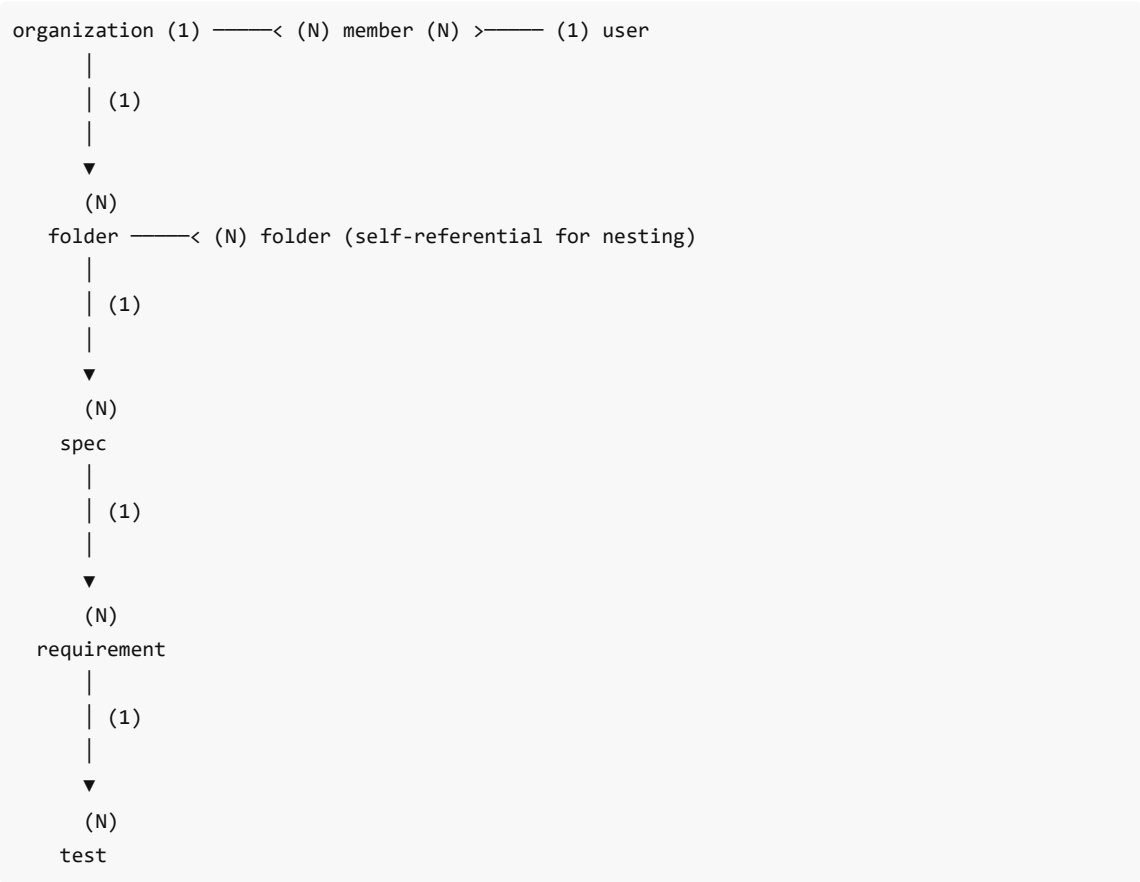 organization (1) ────< (N) member (N) >──── (1) user
│
│ (1)
│
▼
(N)
folder ────< (N) folder (self-referential for nesting)
│
│ (1)
│
▼
(N)
spec
│
│ (1)
│
▼
(N)
requirement
│
│ (1)
│
▼
(N)
test